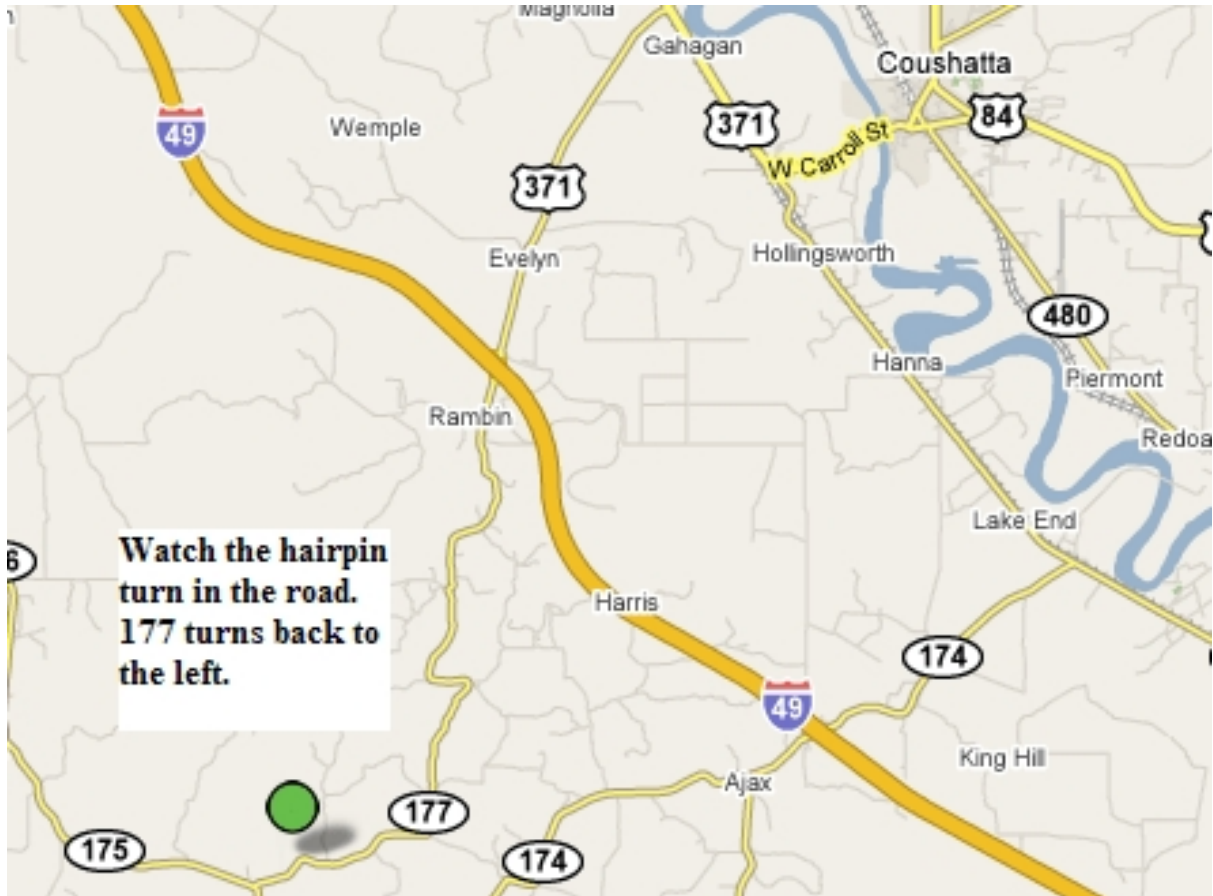 Magnolia
Gahagan
Coushatta
49
Wemple
371
W Carroll St
84
371
Evelyn
Hollingsworth
480
Hanna
Piermont
Rambin
Lake End
Watch the hairpin
turn in the road.
177 turns back to
the left.
6
Harris
174
49
King Hill
Ajax
177
175
174